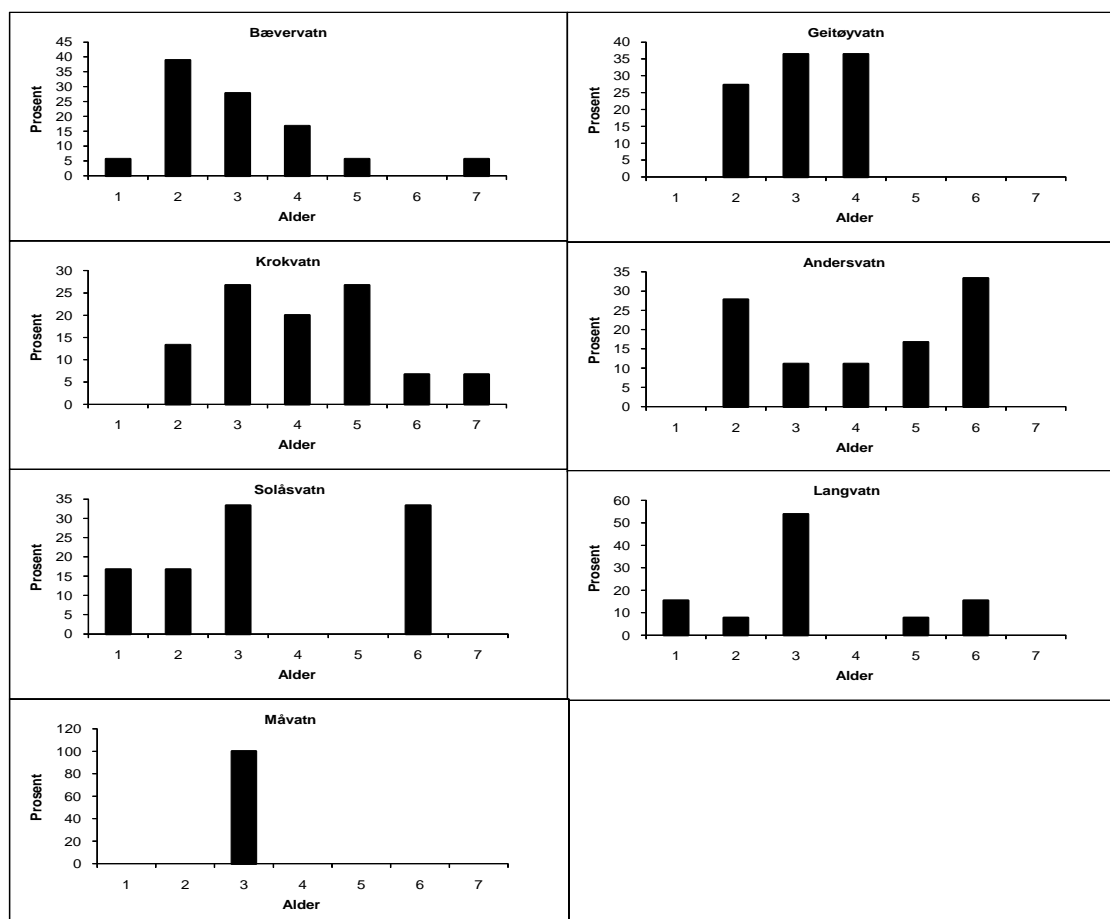 Bævervatn
45
40
35
30
25
20
15
10
5
0
Prosent
1 2 3 4 5 6 7
Alder
Geitøyvatn
40
35
30
25
20
15
10
5
0
Prosent
1 2 3 4 5 6 7
Alder
Krokvatn
30
25
20
15
10
5
0
Prosent
1 2 3 4 5 6 7
Alder
Andersvatn
35
30
25
20
15
10
5
0
Prosent
1 2 3 4 5 6 7
Alder
Solåsvatn
35
30
25
20
15
10
5
0
Prosent
1 2 3 4 5 6 7
Alder
Langvatn
60
50
40
30
20
10
0
Prosent
1 2 3 4 5 6 7
Alder
Måvatn
120
100
80
60
40
20
0
Prosent
1 2 3 4 5 6 7
Alder